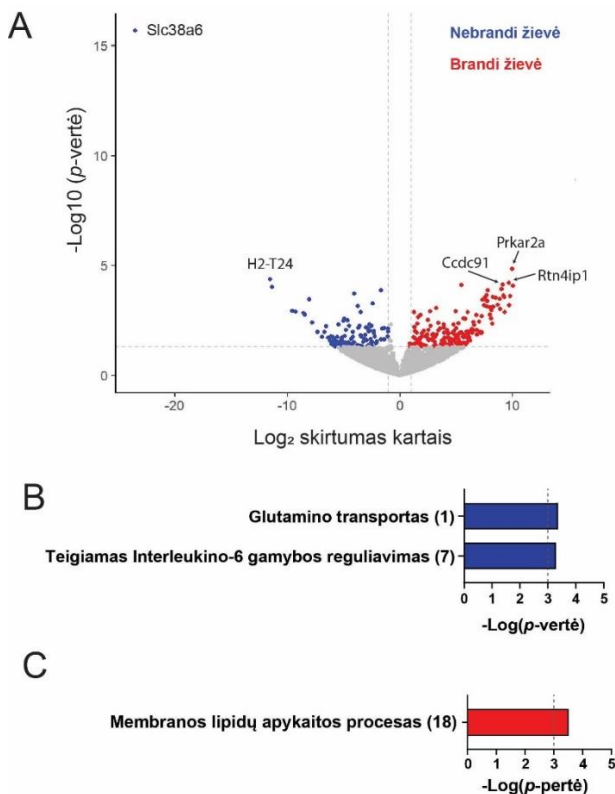 A
Slc38a6
Nebrandi žievė
Brandi žievė
-Log10 (p-vertė)
15
10
5
0
H2-T24
Prkar2a
Ccdc91
Rtn4ip1
-20
-10
0
10
Log₂ skirtumas kartais
B
Glutamino transportas (1)
Teigiamas Interleukino-6 gamybos reguliavimas (7)
0 1 2 3 4 5
-Log(p-vertė)
C
Membranos lipidų apykaitos procesas (18)
0 1 2 3 4 5
-Log(p-pertė)